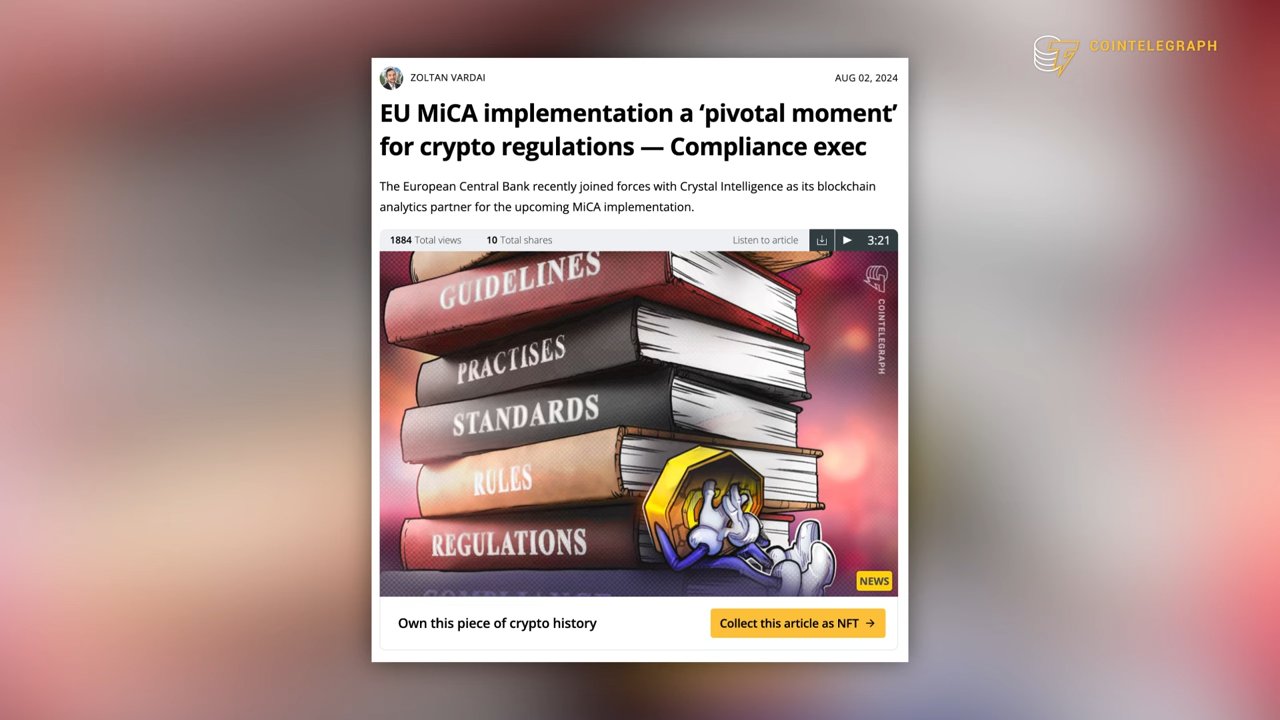 COINTELEGRAPH
ZOLTAN VARDAI
AUG 02, 2024
EU MiCA implementation a ‘pivotal moment’
for crypto regulations — Compliance exec
The European Central Bank recently joined forces with Crystal Intelligence as its blockchain
analytics partner for the upcoming MiCA implementation.
1884 Total views 10 Total shares Listen to article 3:21
GUIDELINES
COINTELEGRAPH
PRACTISES
STANDARDS
RULES
REGULATIONS
COMPLIANCE
NEWS
Own this piece of crypto history
Collect this article as NFT →